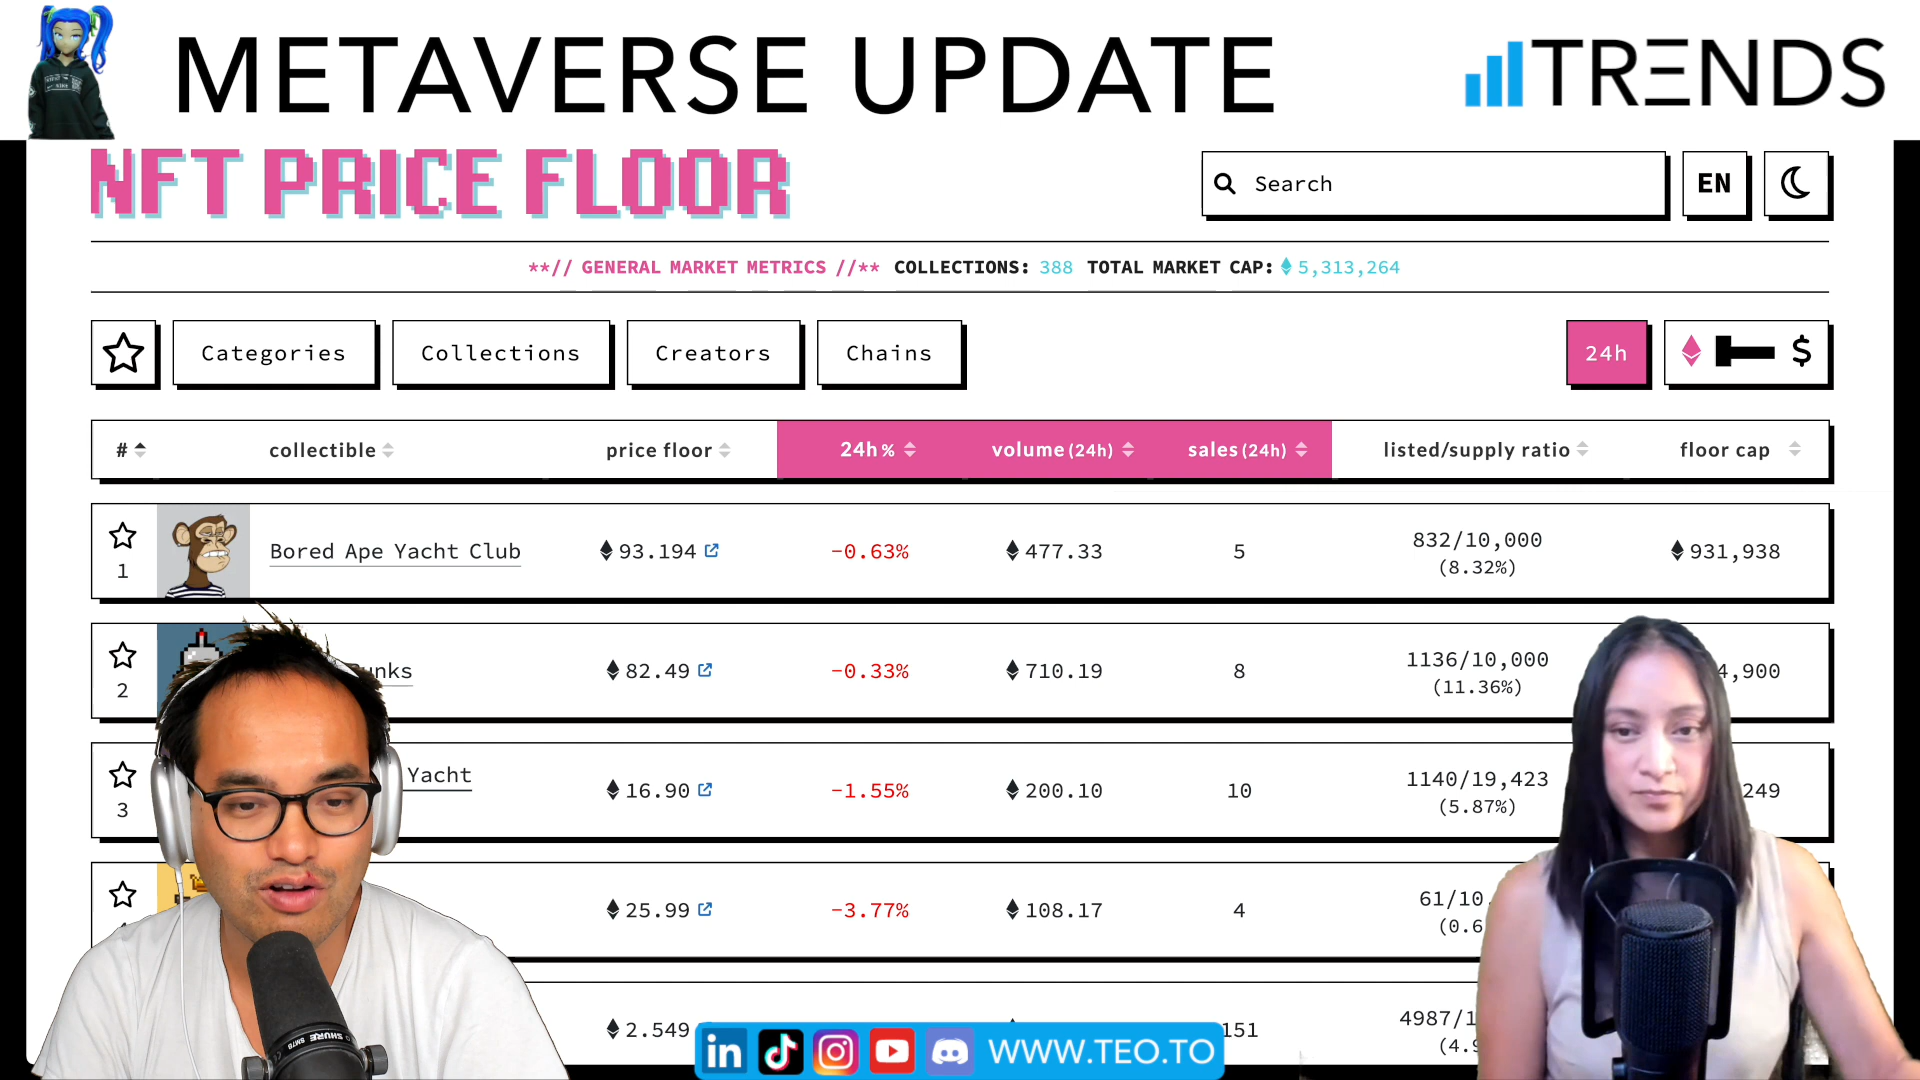 METAVERSE UPDATE
TRENDS
NFT PRICE FLOOR
Search
EN
**// GENERAL MARKET METRICS //** COLLECTIONS: 388 TOTAL MARKET CAP: 5,313,264
Categories Collections Creators Chains 24h $
# collectible price floor 24h % volume (24h) sales (24h) listed/supply ratio floor cap
1 Bored Ape Yacht Club 93.194 -0.63% 477.33 5 832/10,000 (8.32%) 931,938
2 82.49 -0.33% 710.19 8 1136/10,000 (11.36%)
3 Yacht 16.90 -1.55% 200.10 10 1140/19,423 (5.87%)
25.99 -3.77% 108.17 4
2.549 151
SHURE SM7B
in WWW.TEO.TO